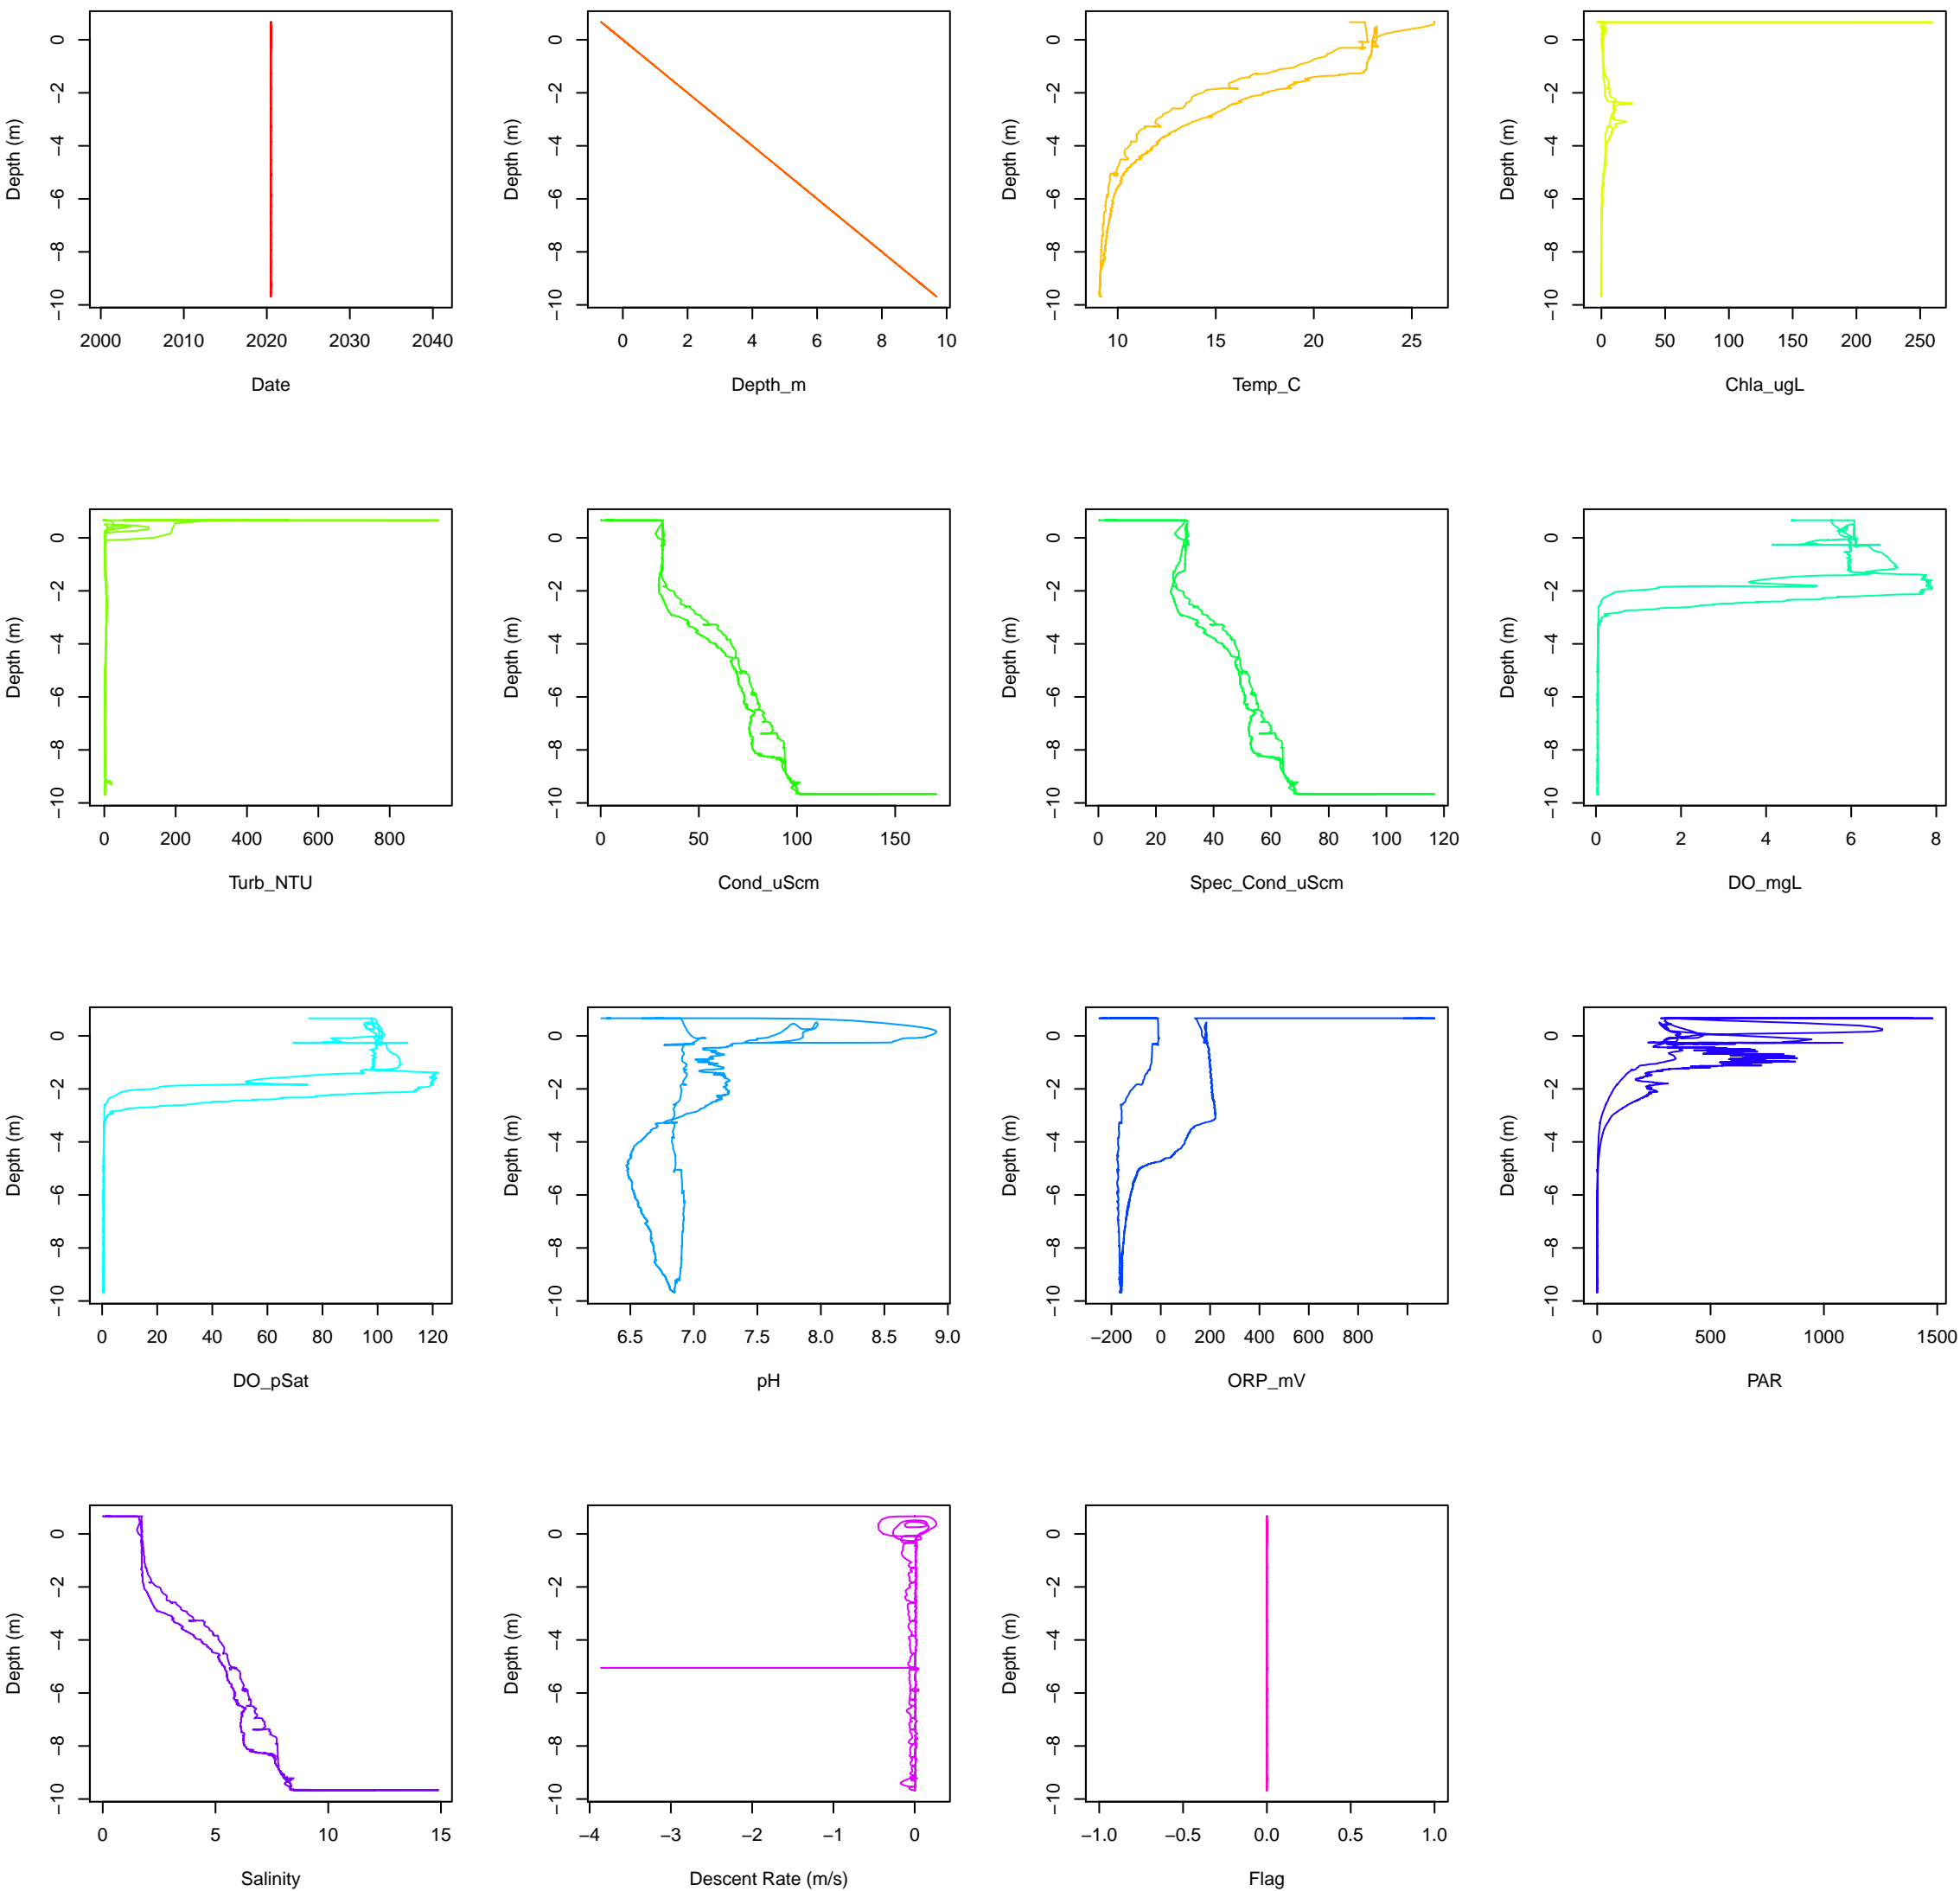 Depth (m)
0
−2
−4
−6
−8
−10
2000 2010 2020 2030 2040
Date
Depth (m)
0
−2
−4
−6
−8
−10
0 2 4 6 8 10
Depth_m
Depth (m)
0
−2
−4
−6
−8
−10
10 15 20 25
Temp_C
Depth (m)
0
−2
−4
−6
−8
−10
0 50 100 150 200 250
Chla_ugL
Depth (m)
0
−2
−4
−6
−8
−10
0 200 400 600 800
Turb_NTU
Depth (m)
0
−2
−4
−6
−8
−10
0 50 100 150
Cond_uScm
Depth (m)
0
−2
−4
−6
−8
−10
0 20 40 60 80 100 120
Spec_Cond_uScm
Depth (m)
0
−2
−4
−6
−8
−10
0 2 4 6 8
DO_mgL
Depth (m)
0
−2
−4
−6
−8
−10
0 20 40 60 80 100 120
DO_pSat
Depth (m)
0
−2
−4
−6
−8
−10
6.5 7.0 7.5 8.0 8.5 9.0
pH
Depth (m)
0
−2
−4
−6
−8
−10
−200 0 200 400 600 800
ORP_mV
Depth (m)
0
−2
−4
−6
−8
−10
0 500 1000 1500
PAR
Depth (m)
0
−2
−4
−6
−8
−10
0 5 10 15
Salinity
Depth (m)
0
−2
−4
−6
−8
−10
−4 −3 −2 −1 0
Descent Rate (m/s)
Depth (m)
0
−2
−4
−6
−8
−10
−1.0 −0.5 0.0 0.5 1.0
Flag